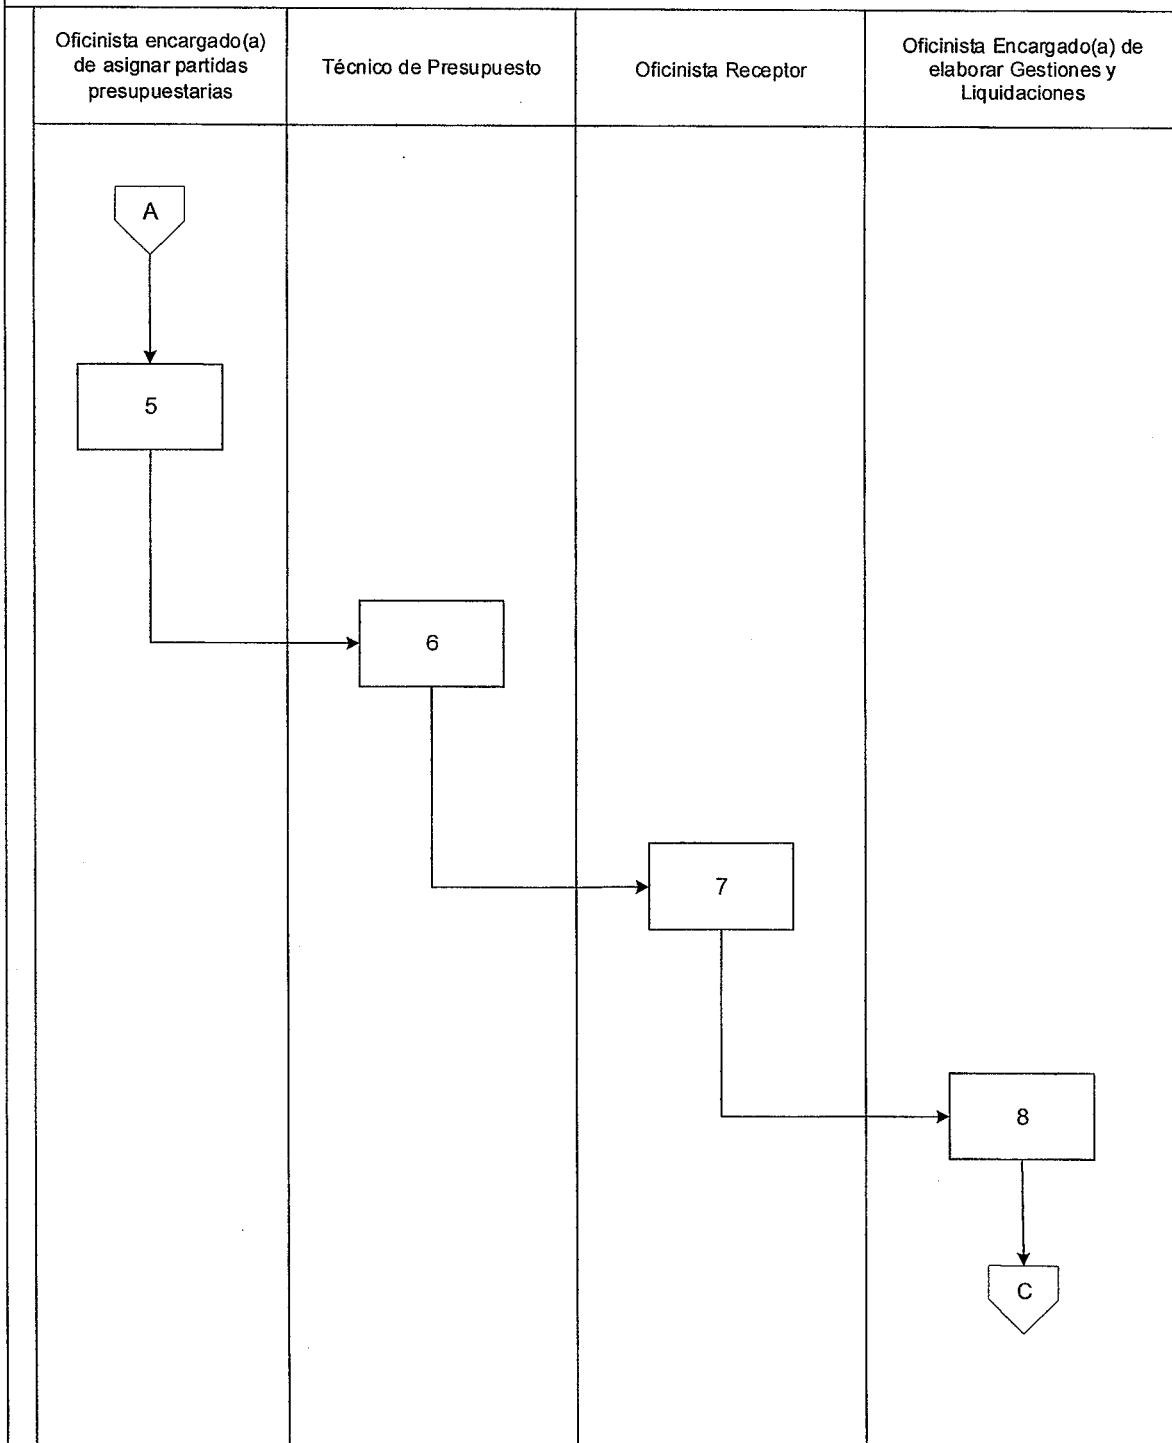 Oficinista encargado(a)
de asignar partidas
presupuestarias
Técnico de Presupuesto
Oficinista Receptor
Oficinista Encargado(a) de
elaborar Gestiones y
Liquidaciones
A
5
6
7
8
C